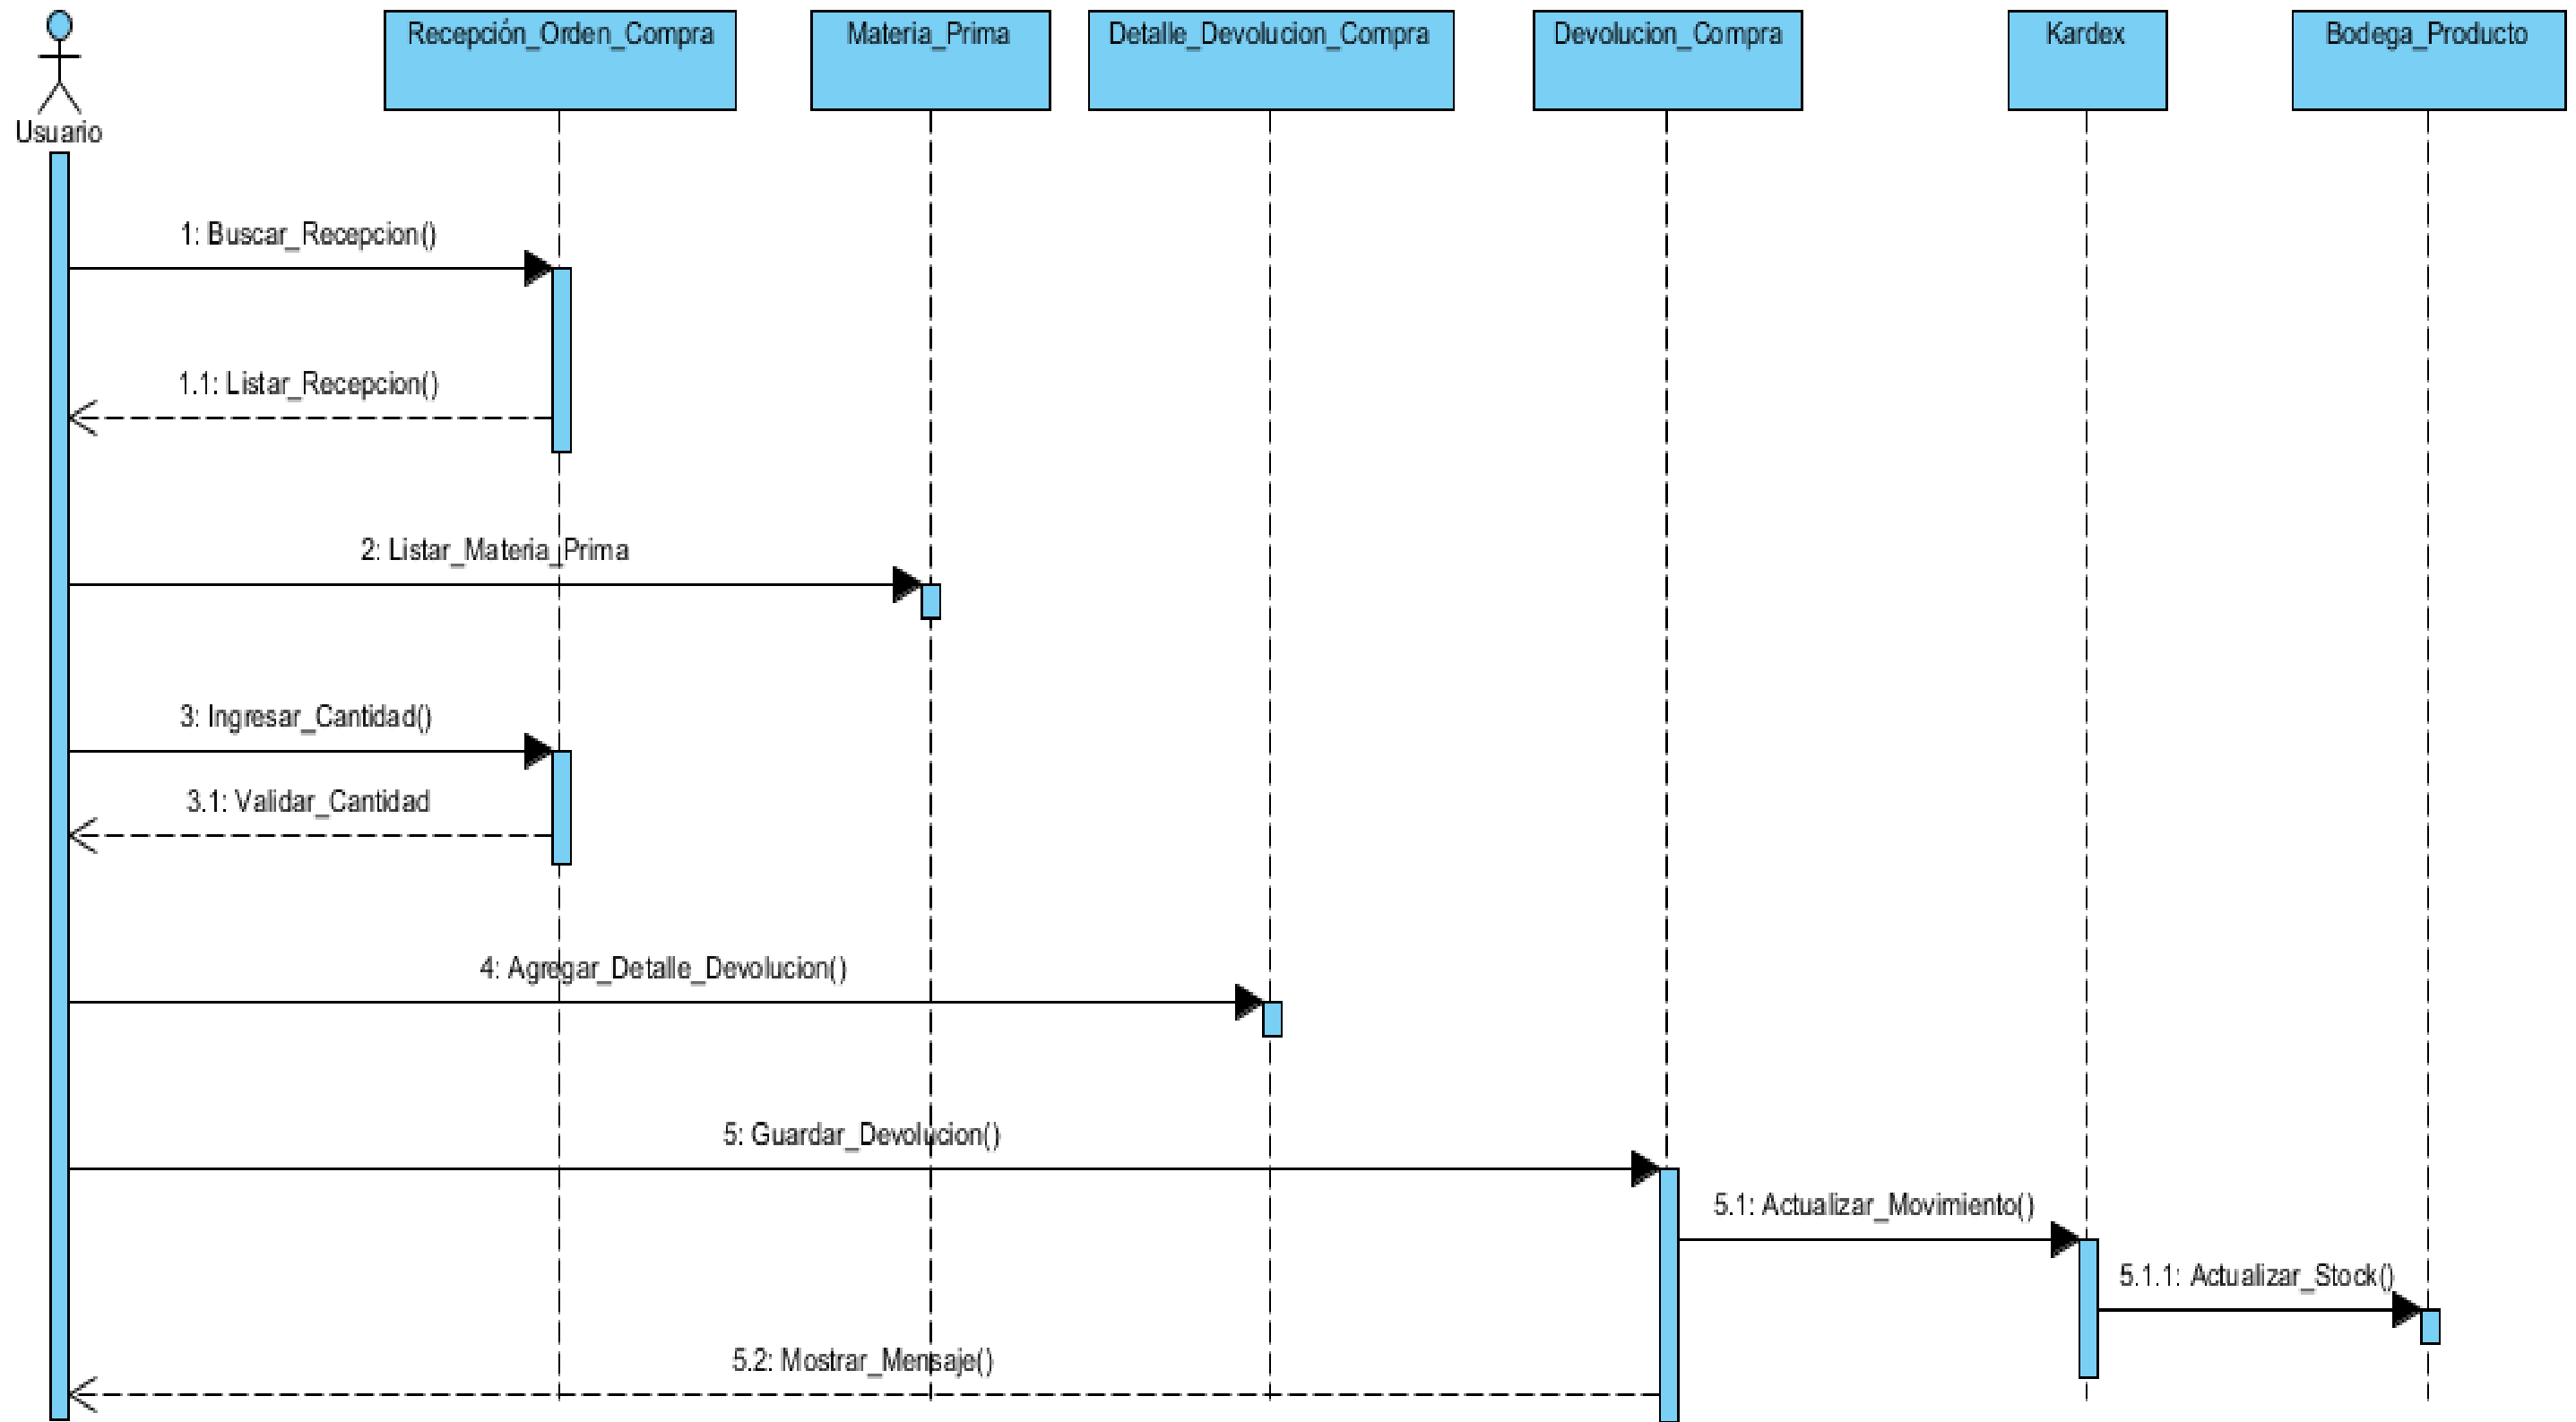 Recepción_Orden_Compra
Materia_Prima
Detalle_Devolucion_Compra
Devolucion_Compra
Kardex
Bodega_Producto
Usuario
1: Buscar_Recepcion()
1.1: Listar_Recepcion()
2: Listar_Materia_Prima
3: Ingresar_Cantidad()
3.1: Validar_Cantidad
4: Agregar_Detalle_Devolucion()
5: Guardar_Devolucion()
5.1: Actualizar_Movimiento()
5.1.1: Actualizar_Stock()
5.2: Mostrar_Mensaje()